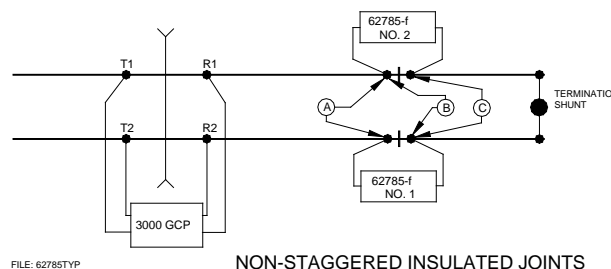 62785-f
NO. 2
T1
R1
A
B
C
TERMINATION
SHUNT
T2
R2
62785-f
NO. 1
3000 GCP
FILE: 62785TYP
NON-STAGGERED INSULATED JOINTS